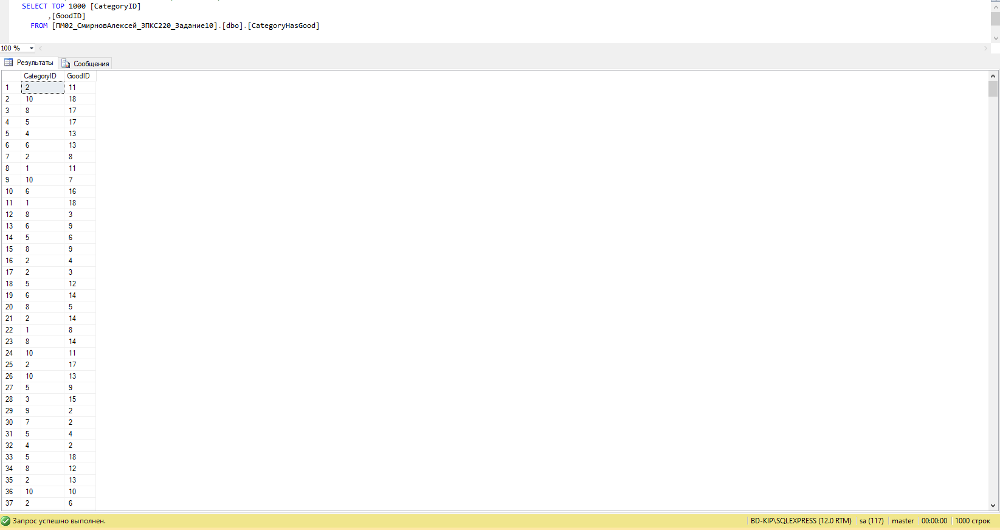 SELECT TOP 1000 [CategoryID]
,[GoodID]
FROM [ПМ02_СмирновАлексей_3ПКС220_Задание10].[dbo].[CategoryHasGood]
100 %
Результаты Сообщения
CategoryID GoodID
1 2 11
2 10 18
3 8 17
4 5 17
5 4 13
6 6 13
7 2 8
8 1 11
9 10 7
10 6 16
11 1 18
12 8 3
13 6 9
14 5 6
15 8 9
16 2 4
17 2 3
18 5 12
19 6 14
20 8 5
21 2 14
22 1 8
23 8 14
24 10 11
25 2 17
26 10 13
27 5 9
28 3 15
29 9 2
30 7 2
31 5 4
32 4 2
33 5 18
34 8 12
35 2 13
36 10 10
37 2 6
Запрос успешно выполнен. BD-KIP\SQLEXPRESS (12.0 RTM) sa (117) master 00:00:00 1000 строк